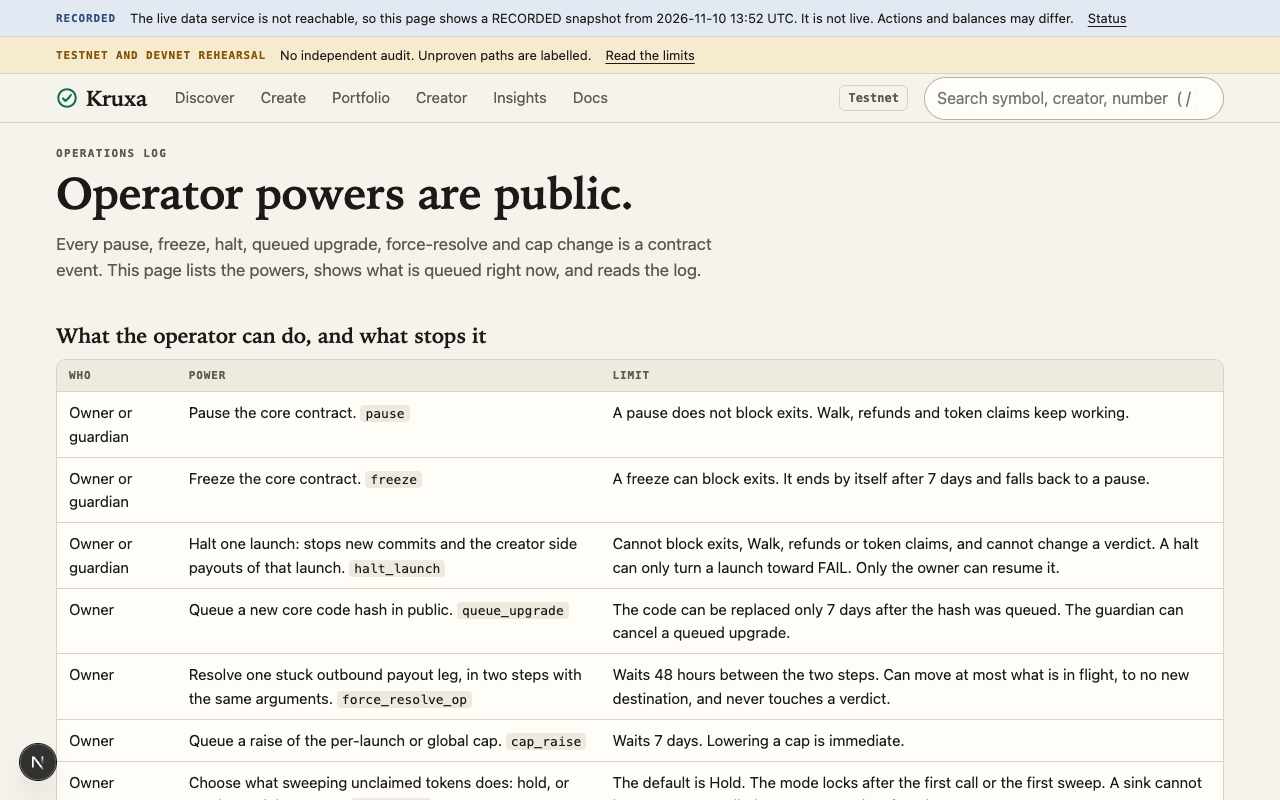 RECORDED The live data service is not reachable, so this page shows a RECORDED snapshot from 2026-11-10 13:52 UTC. It is not live. Actions and balances may differ. Status
TESTNET AND DEVNET REHEARSAL No independent audit. Unproven paths are labelled. Read the limits
Kruxa Discover Create Portfolio Creator Insights Docs Testnet Search symbol, creator, number ( /
OPERATIONS LOG
Operator powers are public.
Every pause, freeze, halt, queued upgrade, force-resolve and cap change is a contract
event. This page lists the powers, shows what is queued right now, and reads the log.
What the operator can do, and what stops it
WHO POWER LIMIT
Owner or guardian Pause the core contract. pause A pause does not block exits. Walk, refunds and token claims keep working.
Owner or guardian Freeze the core contract. freeze A freeze can block exits. It ends by itself after 7 days and falls back to a pause.
Owner or guardian Halt one launch: stops new commits and the creator side payouts of that launch. halt_launch Cannot block exits, Walk, refunds or token claims, and cannot change a verdict. A halt can only turn a launch toward FAIL. Only the owner can resume it.
Owner Queue a new core code hash in public. queue_upgrade The code can be replaced only 7 days after the hash was queued. The guardian can cancel a queued upgrade.
Owner Resolve one stuck outbound payout leg, in two steps with the same arguments. force_resolve_op Waits 48 hours between the two steps. Can move at most what is in flight, to no new destination, and never touches a verdict.
Owner Queue a raise of the per-launch or global cap. cap_raise Waits 7 days. Lowering a cap is immediate.
Owner Choose what sweeping unclaimed tokens does: hold, or The default is Hold. The mode locks after the first call or the first sweep. A sink cannot